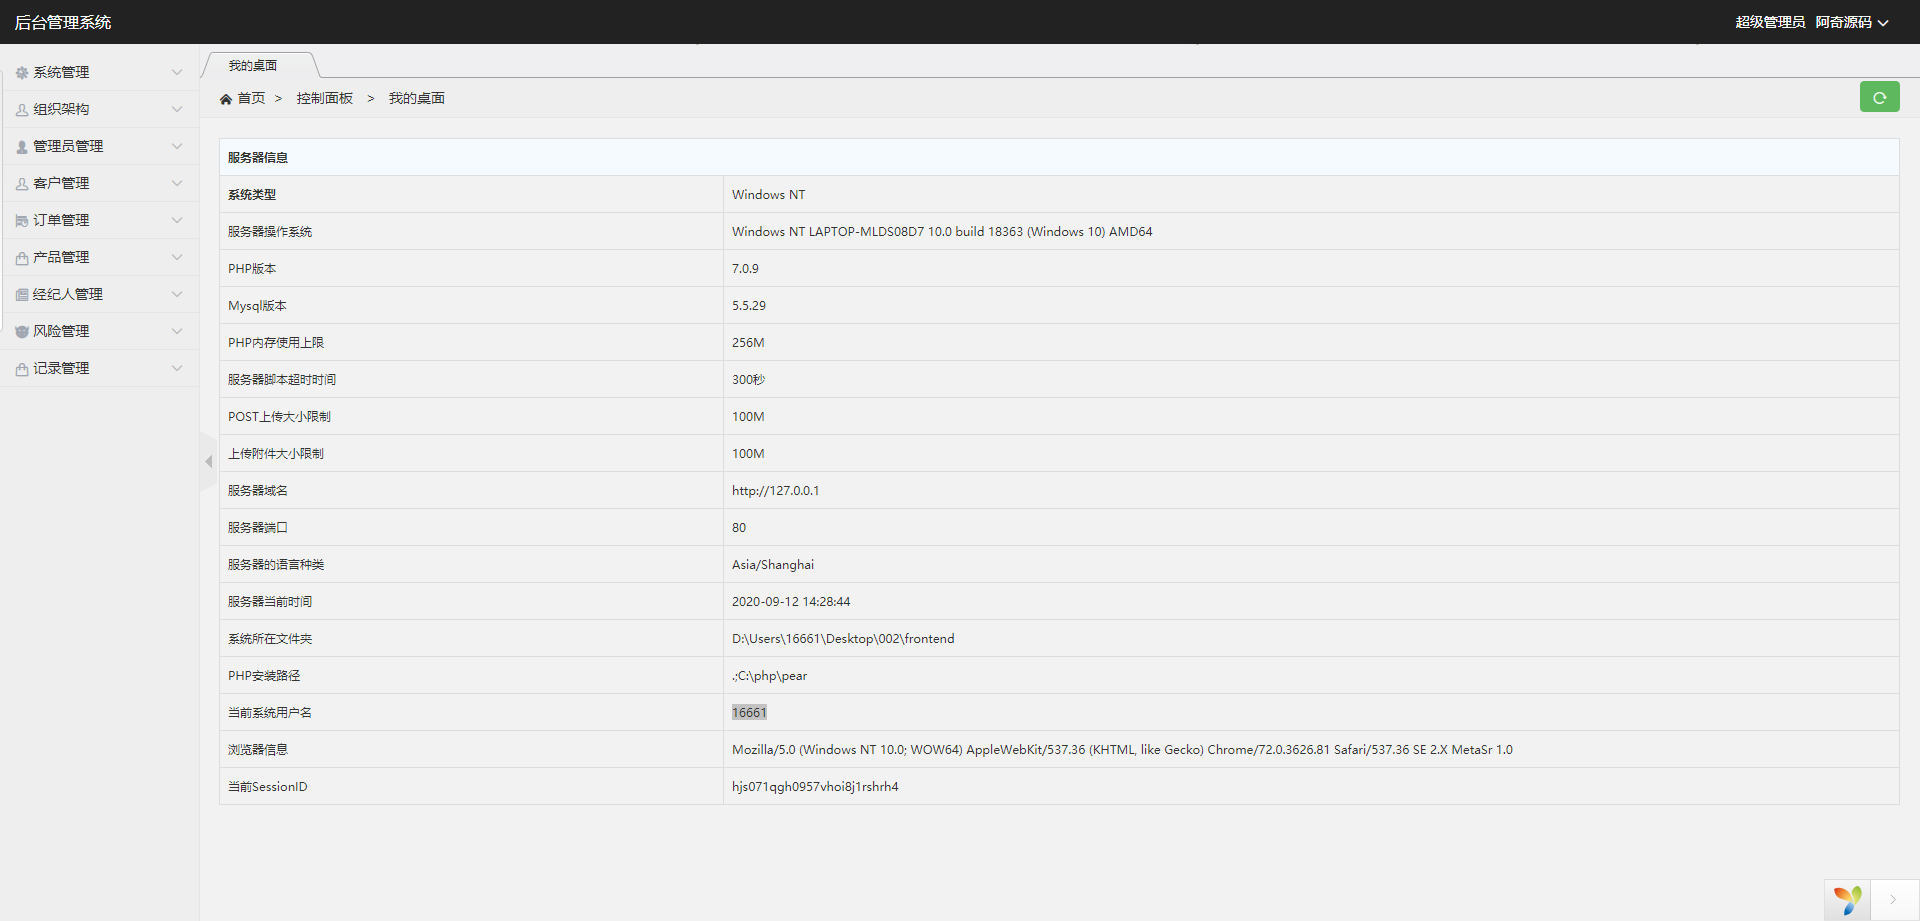 后台管理系统
超级管理员 阿奇源码
系统管理
组织架构
管理员管理
客户管理
订单管理
产品管理
经纪人管理
风险管理
记录管理
我的桌面
首页 > 控制面板 > 我的桌面
服务器信息
系统类型 Windows NT
服务器操作系统 Windows NT LAPTOP-MLDS08D7 10.0 build 18363 (Windows 10) AMD64
PHP版本 7.0.9
Mysql版本 5.5.29
PHP内存使用上限 256M
服务器脚本超时时间 300秒
POST上传大小限制 100M
上传附件大小限制 100M
服务器域名 http://127.0.0.1
服务器端口 80
服务器的语言种类 Asia/Shanghai
服务器当前时间 2020-09-12 14:28:44
系统所在文件夹 D:\Users\16661\Desktop\002\frontend
PHP安装路径 .;C:\php\pear
当前系统用户名 16661
浏览器信息 Mozilla/5.0 (Windows NT 10.0; WOW64) AppleWebKit/537.36 (KHTML, like Gecko) Chrome/72.0.3626.81 Safari/537.36 SE 2.X MetaSr 1.0
当前SessionID hjs071qgh0957vhoi8j1rshrh4